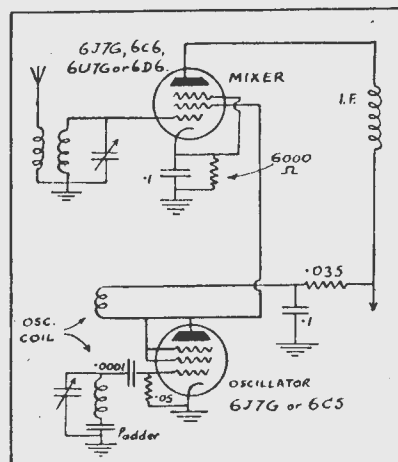 6J7G, 6C6,
6U7G or 6D6.
MIXER
I.F.
6000
Ω
.1
.035
OSC.
COIL
.1
.0001
.05
OSCILLATOR
6J7G or 6C5
Padder